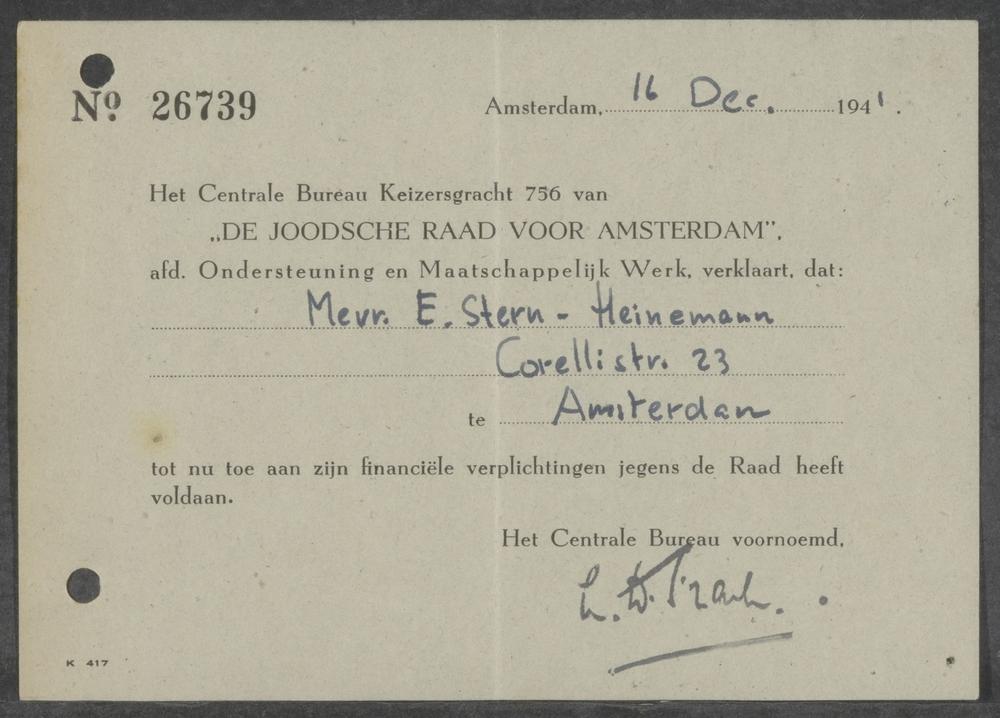 Nº 26739
Amsterdam, 16 Dec. 1941.
Het Centrale Bureau Keizersgracht 756 van
„DE JOODSCHE RAAD VOOR AMSTERDAM”,
afd. Ondersteuning en Maatschappelijk Werk, verklaart, dat:
Mevr. E. Stern - Heinemann
Corellistr. 23
te Amsterdam
tot nu toe aan zijn financiële verplichtingen jegens de Raad heeft
voldaan.
Het Centrale Bureau voornoemd,
K 417